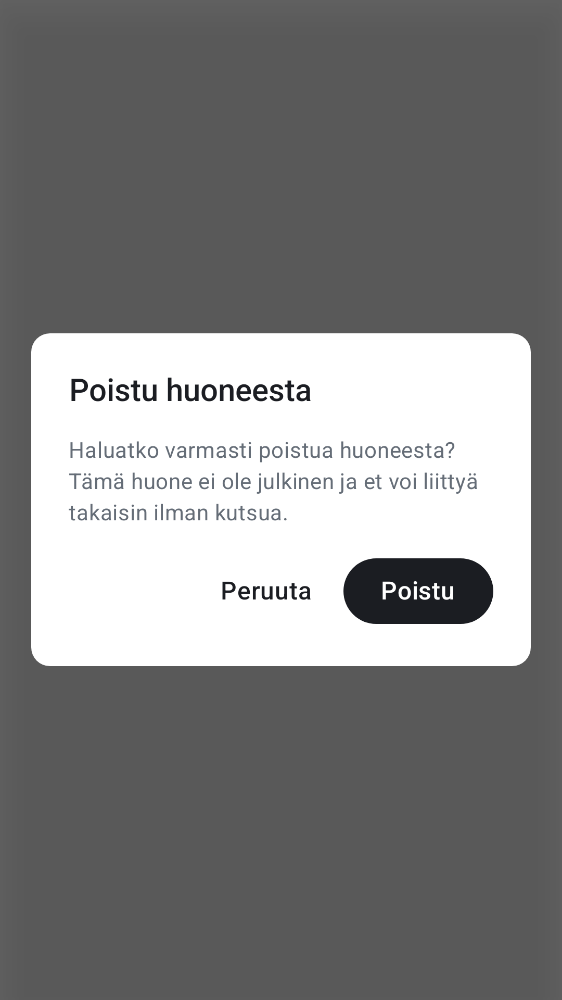 Poistu huoneesta
Haluatko varmasti poistua huoneesta?
Tämä huone ei ole julkinen ja et voi liittyä
takaisin ilman kutsua.
Peruuta
Poistu